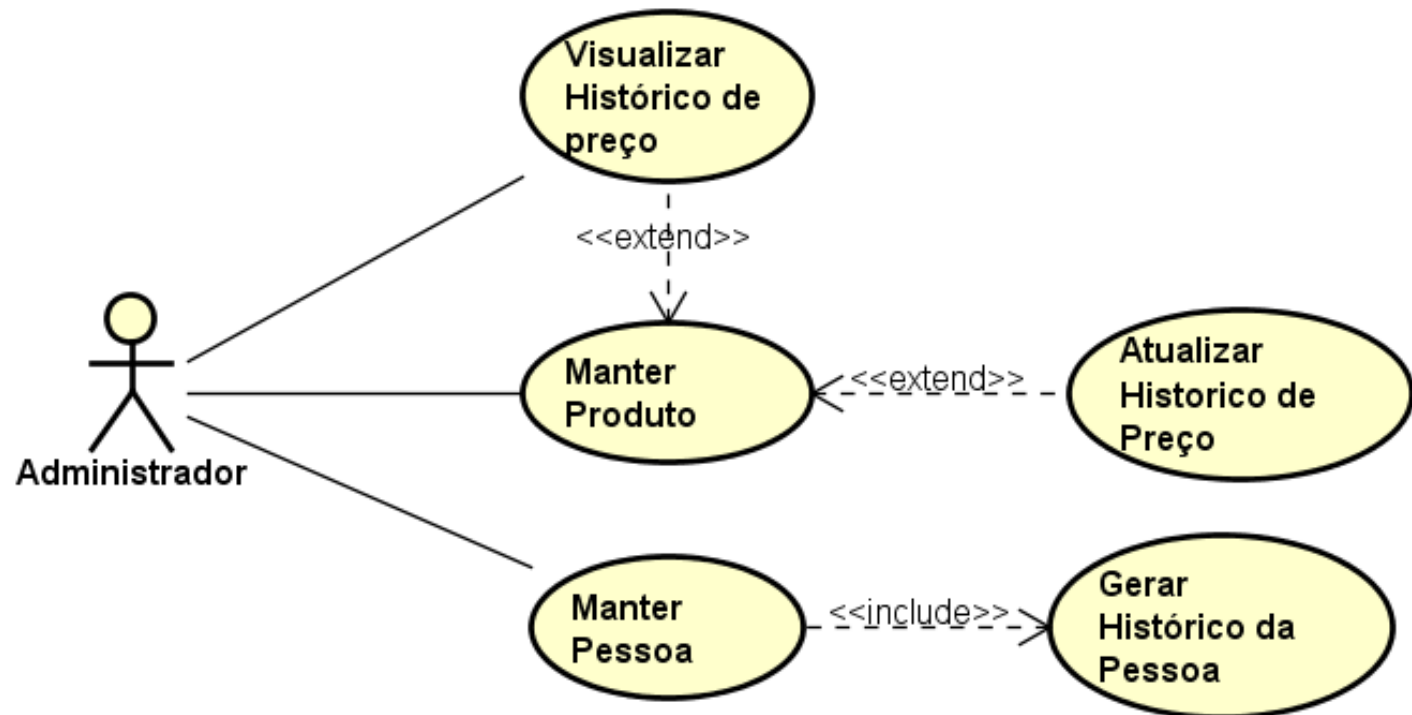 Visualizar
Histórico de
preço
<<extend>>
Administrador
Manter
Produto
<<extend>>
Atualizar
Historico de
Preço
Manter
Pessoa
<<include>>
Gerar
Histórico da
Pessoa